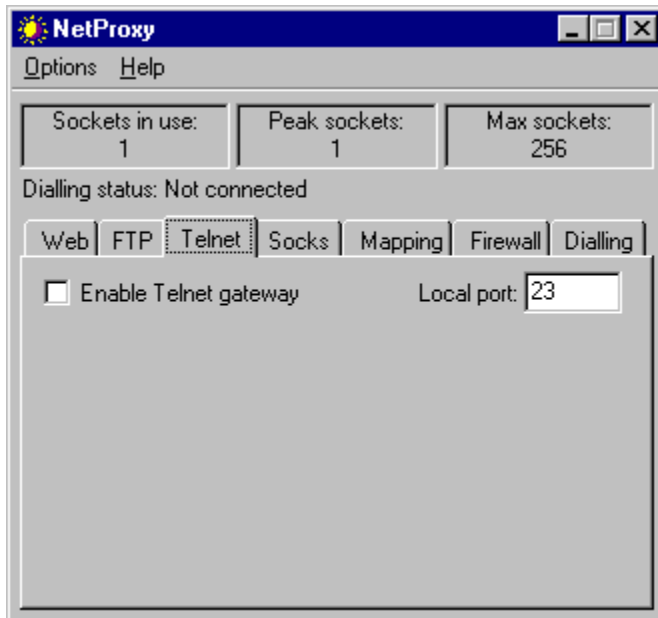 NetProxy
Options Help
Sockets in use: Peak sockets: Max sockets:
1 1 256
Dialling status: Not connected
Web FTP Telnet Socks Mapping Firewall Dialling
Enable Telnet gateway Local port: 23